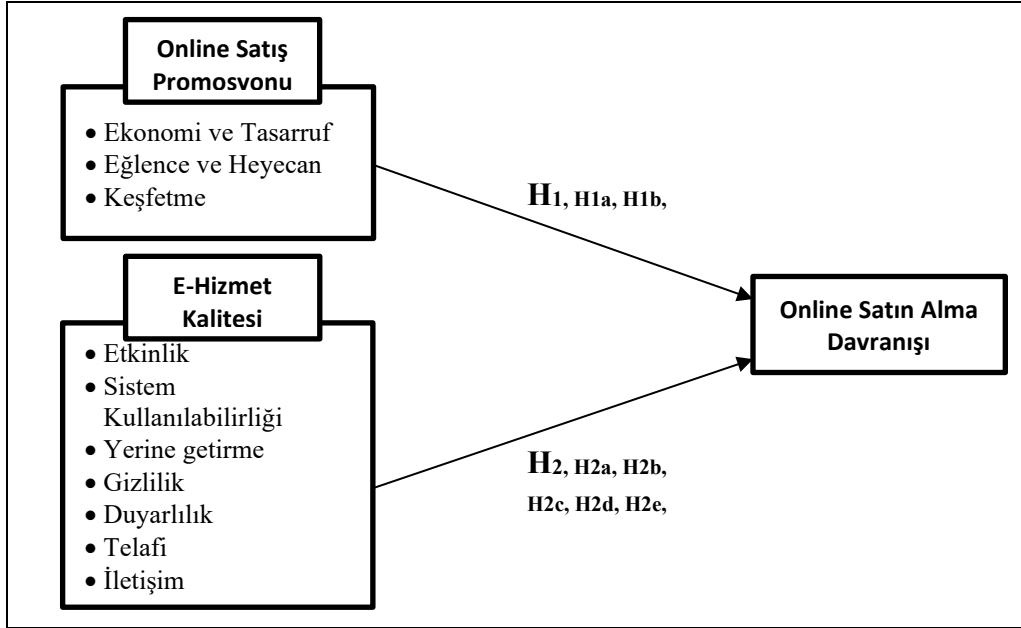 Online Satış
Promosvonu
• Ekonomi ve Tasarruf
• Eğlence ve Heyecan
• Keşfetme
H1, H1a, H1b,
E-Hizmet
Kalitesi
• Etkinlik
• Sistem
Kullanılabilirliği
• Yerine getirme
• Gizlilik
• Duyarlılık
• Telafi
• İletişim
Online Satın Alma
Davranışı
H2, H2a, H2b,
H2c, H2d, H2e,